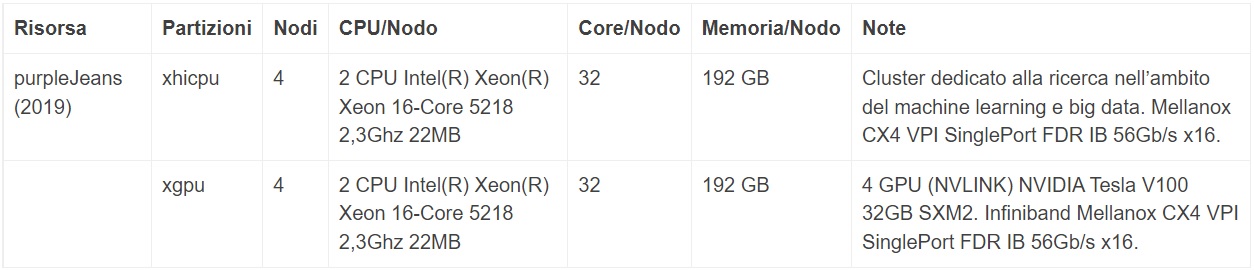 Risorsa Partizioni Nodi CPU/Nodo Core/Nodo Memoria/Nodo Note
purpleJeans xhicpu 4 2 CPU Intel(R) Xeon(R) 32 192 GB Cluster dedicato alla ricerca nell’ambito
(2019) Xeon 16-Core 5218 del machine learning e big data. Mellanox
2,3Ghz 22MB CX4 VPI SinglePort FDR IB 56Gb/s x16.
xgpu 4 2 CPU Intel(R) Xeon(R) 32 192 GB 4 GPU (NVLINK) NVIDIA Tesla V100
Xeon 16-Core 5218 32GB SXM2. Infiniband Mellanox CX4 VPI
2,3Ghz 22MB SinglePort FDR IB 56Gb/s x16.